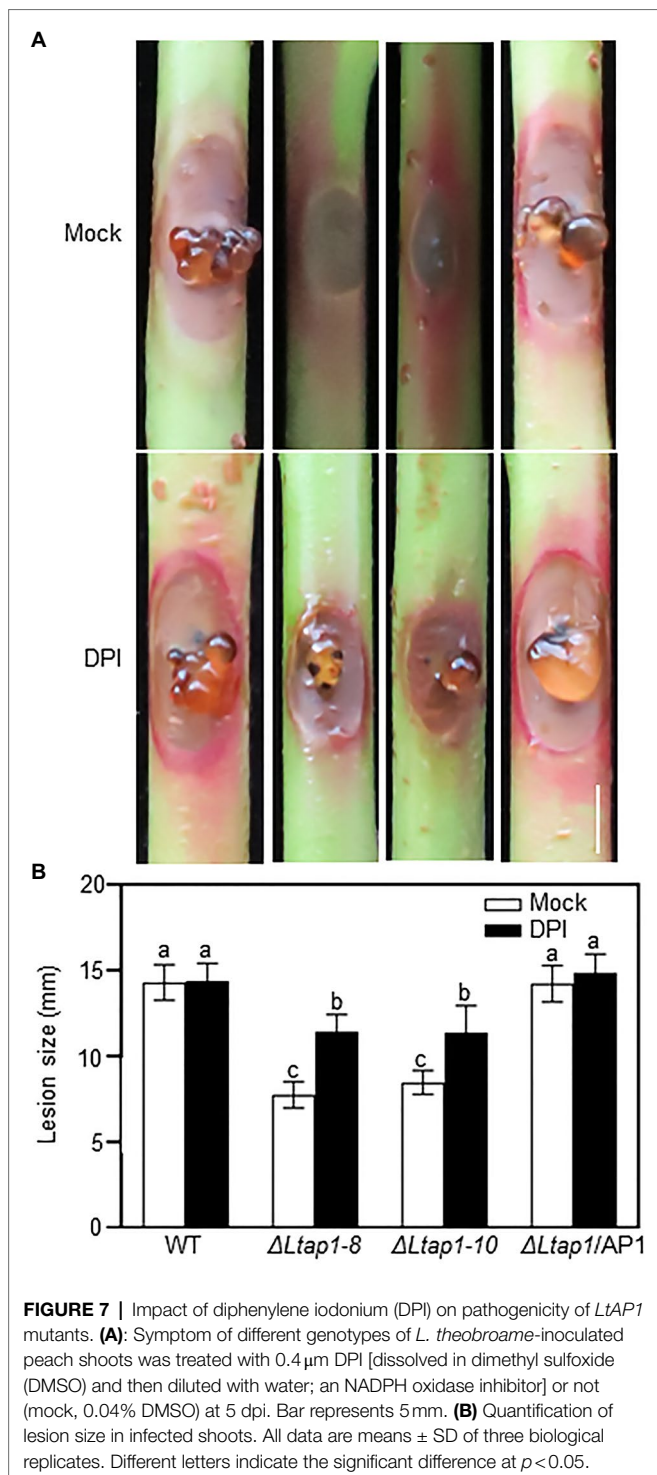 A
Mock
DPI
B
20
15
10
5
0
Lesion size (mm)
Mock
DPI
a a
c b
c b
a a
WT ΔLtap1-8 ΔLtap1-10 ΔLtap1/AP1
FIGURE 7 | Impact of diphenylene iodonium (DPI) on pathogenicity of LtAP1
mutants. (A): Symptom of different genotypes of L. theobroame-inoculated
peach shoots was treated with 0.4 μm DPI [dissolved in dimethyl sulfoxide
(DMSO) and then diluted with water; an NADPH oxidase inhibitor] or not
(mock, 0.04% DMSO) at 5 dpi. Bar represents 5 mm. (B) Quantification of
lesion size in infected shoots. All data are means ± SD of three biological
replicates. Different letters indicate the significant difference at p < 0.05.